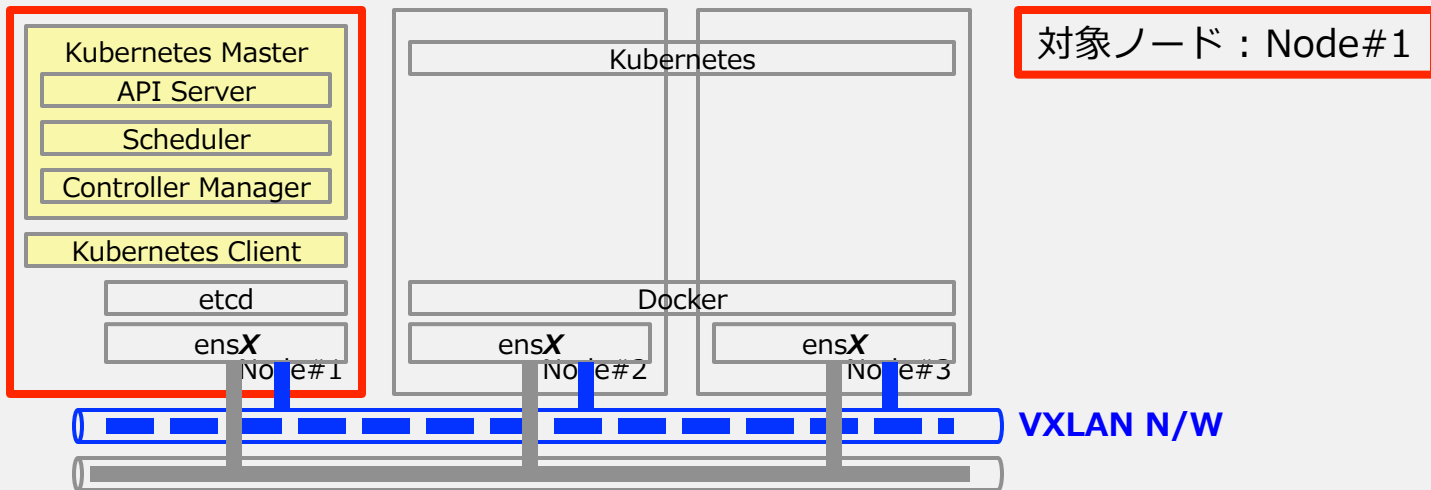 Kubernetes Master
API Server
Scheduler
Controller Manager
Kubernetes Client
etcd
ensX
Node#1
Kubernetes
Docker
ensX
Node#2
ensX
Node#3
対象ノード：Node#1
VXLAN N/W